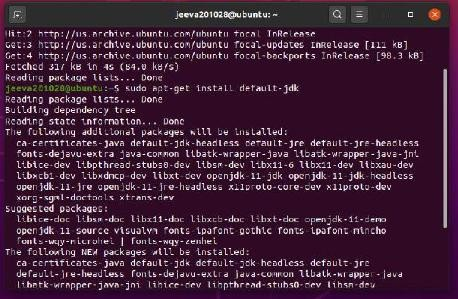 jeeva201028@ubuntu: ~
Hit:2 http://us.archive.ubuntu.com/ubuntu focal InRelease
Get:3 http://us.archive.ubuntu.com/ubuntu focal-updates InRelease [111 kB]
Get:4 http://us.archive.ubuntu.com/ubuntu focal-backports InRelease [98.3 kB]
Fetched 317 kB in 4s (84.0 kB/s)
Reading package lists... Done
jeeva201028@ubuntu:~$ sudo apt-get install default-jdk
Reading package lists... Done
Building dependency tree
Reading state information... Done
The following additional packages will be installed:
ca-certificates-java default-jdk-headless default-jre default-jre-headless
fonts-dejavu-extra java-common libatk-wrapper-java libatk-wrapper-java-jni
libice-dev libpthread-stubs0-dev libsm-dev libx11-6 libx11-dev libxau-dev
libxcb1-dev libxdmcp-dev libxt-dev openjdk-11-jdk openjdk-11-jdk-headless
openjdk-11-jre openjdk-11-jre-headless x11proto-core-dev x11proto-dev
xorg-sgml-doctools xtrans-dev
Suggested packages:
libice-doc libsm-doc libx11-doc libxcb-doc libxt-doc openjdk-11-demo
openjdk-11-source visualvm fonts-ipafont-gothic fonts-ipafont-mincho
fonts-wqy-microhei | fonts-wqy-zenhei
The following NEW packages will be installed:
ca-certificates-java default-jdk default-jdk-headless default-jre
default-jre-headless fonts-dejavu-extra java-common libatk-wrapper-java
libatk-wrapper-java-jni libice-dev libpthread-stubs0-dev libsm-dev